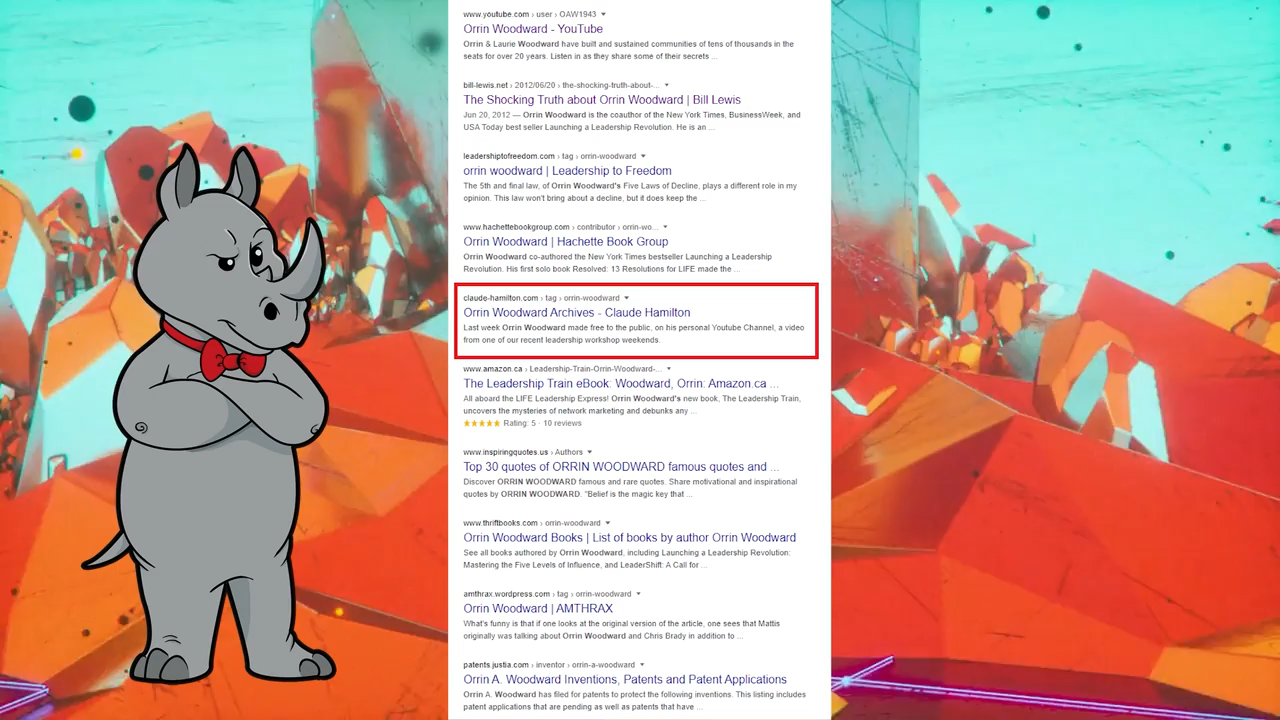 www.youtube.com › user › OAW1943
Orrin Woodward - YouTube
Orrin & Laurie Woodward have built and sustained communities of tens of thousands in the
seats for over 20 years. Listen in as they share some of their secrets ...
bill-lewis.net › 2012/06/20 › the-shocking-truth-about-...
The Shocking Truth about Orrin Woodward | Bill Lewis
Jun 20, 2012 — Orrin Woodward is the coauthor of the New York Times, BusinessWeek, and
USA Today best seller Launching a Leadership Revolution. He is an ...
leadershiptofreedom.com › tag › orrin-woodward
orrin woodward | Leadership to Freedom
The 5th and final law, of Orrin Woodward's Five Laws of Decline, plays a different role in my
opinion. This law won't bring about a decline, but it does keep the ...
www.hachettebookgroup.com › contributor › orrin-wo...
Orrin Woodward | Hachette Book Group
Orrin Woodward co-authored the New York Times bestseller Launching a Leadership
Revolution. His first solo book Resolved: 13 Resolutions for LIFE made the ...
claude-hamilton.com › tag › orrin-woodward
Orrin Woodward Archives - Claude Hamilton
Last week Orrin Woodward made free to the public, on his personal Youtube Channel, a video
from one of our recent leadership workshop weekends.
www.amazon.ca › Leadership-Train-Orrin-Woodward-...
The Leadership Train eBook: Woodward, Orrin: Amazon.ca ...
All aboard the LIFE Leadership Express! Orrin Woodward's new book, The Leadership Train,
uncovers the mysteries of network marketing and debunks any ...
★★★★★ Rating: 5 · 10 reviews
www.inspiringquotes.us › Authors
Top 30 quotes of ORRIN WOODWARD famous quotes and ...
Discover ORRIN WOODWARD famous and rare quotes. Share motivational and inspirational
quotes by ORRIN WOODWARD. "Belief is the magic key that ...
www.thriftbooks.com › orrin-woodward
Orrin Woodward Books | List of books by author Orrin Woodward
See all books authored by Orrin Woodward, including Launching a Leadership Revolution:
Mastering the Five Levels of Influence, and LeaderShift: A Call for ...
amthrax.wordpress.com › tag › orrin-woodward
Orrin Woodward | AMTHRAX
What's funny is that if one looks at the original version of the article, one sees that Mattis
originally was talking about Orrin Woodward and Chris Brady in addition to ...
patents.justia.com › inventor › orrin-a-woodward
Orrin A. Woodward Inventions, Patents and Patent Applications
Orrin A. Woodward has filed for patents to protect the following inventions. This listing includes
patent applications that are pending as well as patents that have ...